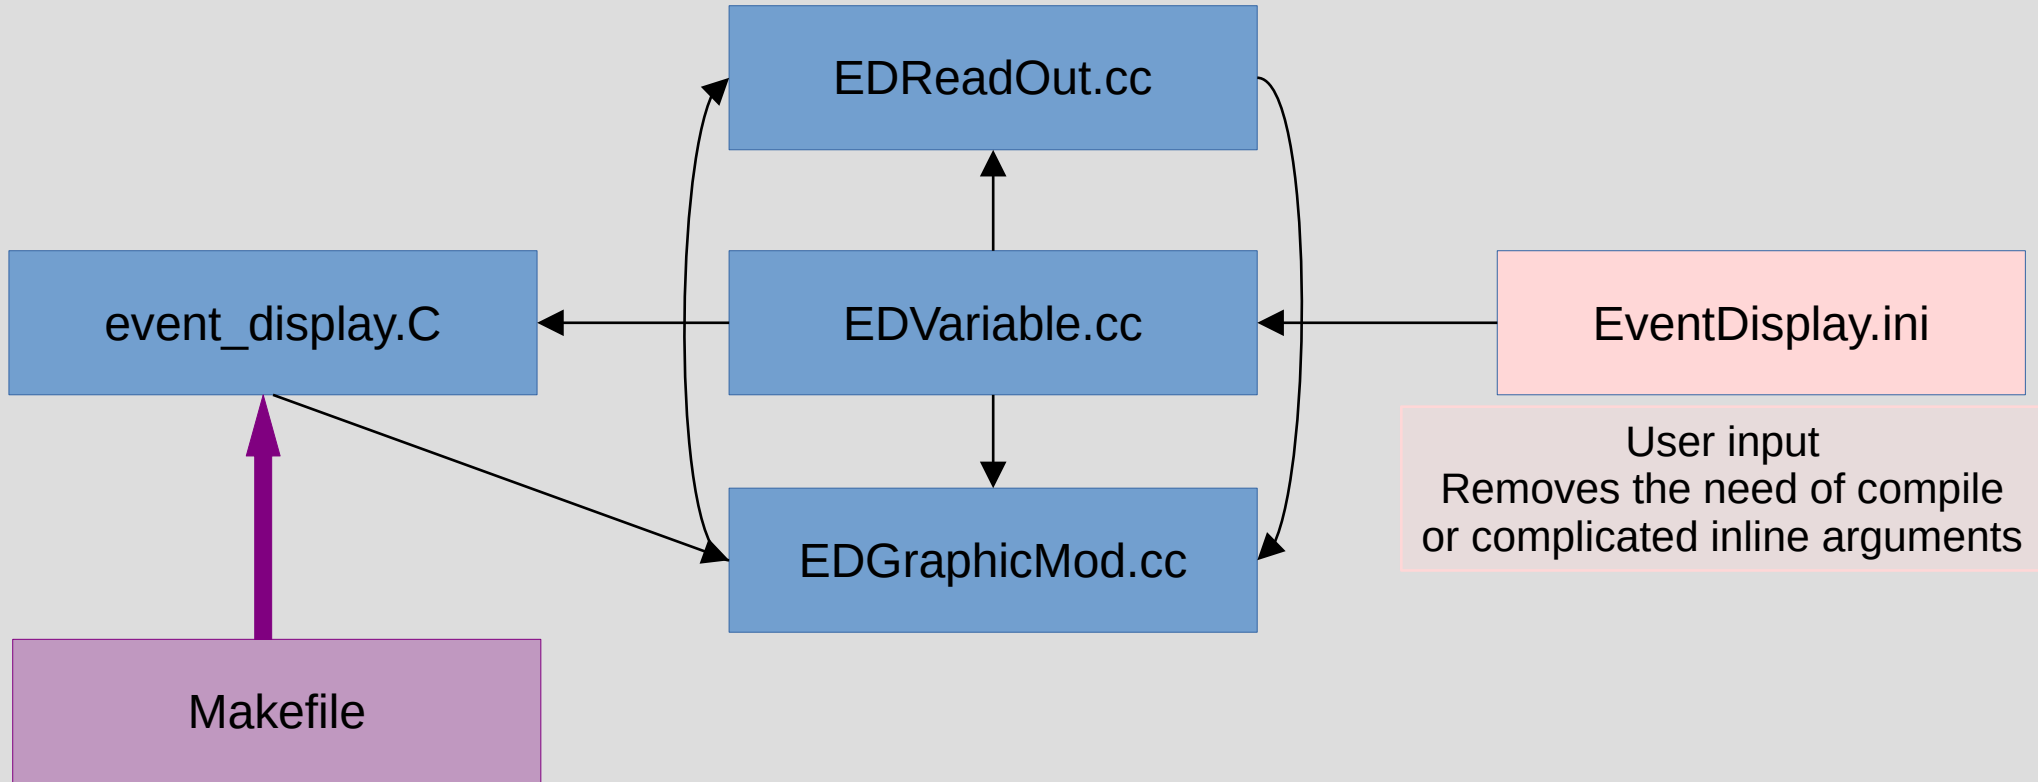 EDReadOut.cc
event_display.C
EDVariable.cc
EventDisplay.ini
User input
Removes the need of compile
or complicated inline arguments
EDGraphicMod.cc
Makefile